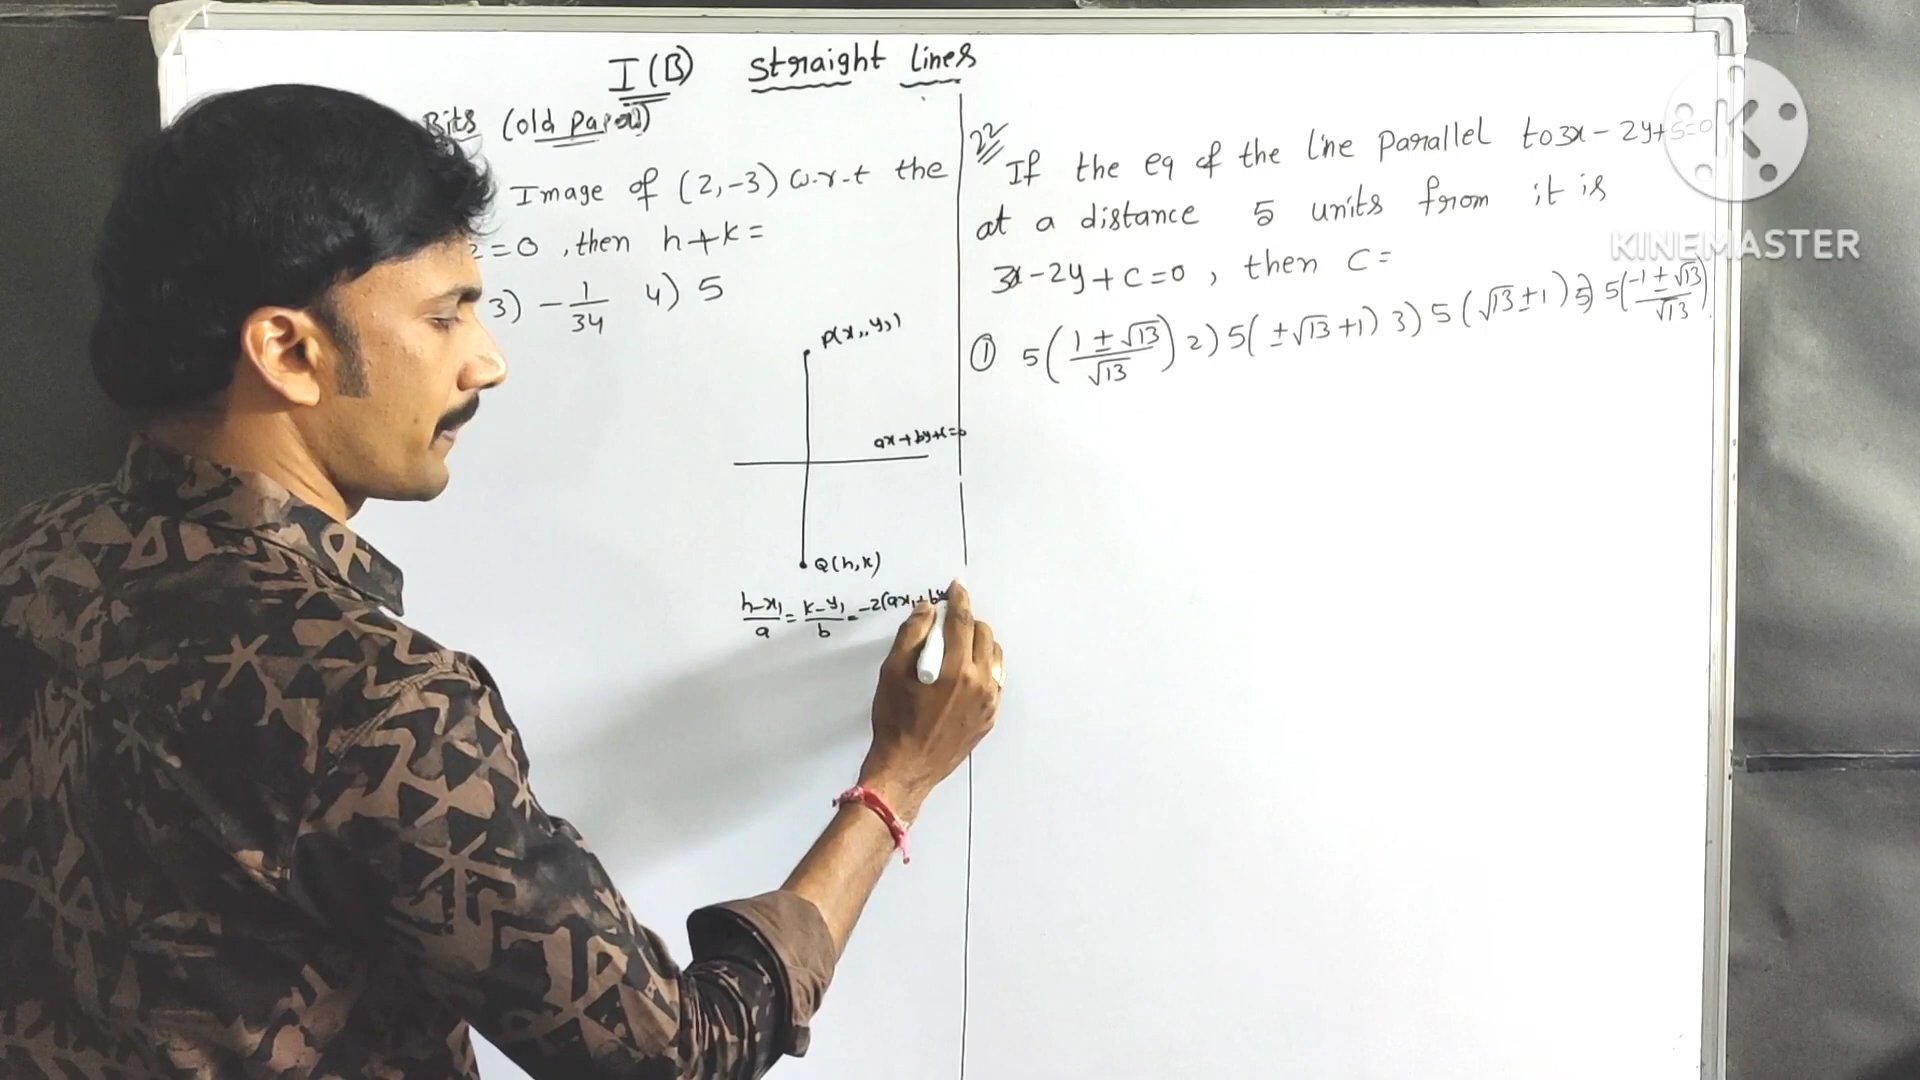 I(B) Straight Lines
Bits (old paper)
Image of (2,-3) w.r.t the
=0, then h+k=
3) -1/34 4) 5
P(x₁,y₁)
ax+by+c=0
Q(h,k)
h-x₁/a = k-y₁/b = -2(ax₁+by
22
If the eq of the line parallel to 3x-2y+5=0
at a distance 5 units from it is
3x-2y+c=0, then c=
① 5(1±√13/√13) 2) 5(±√13+1) 3) 5(√13±1) 5(-1±√13/√13)
KINEMASTER